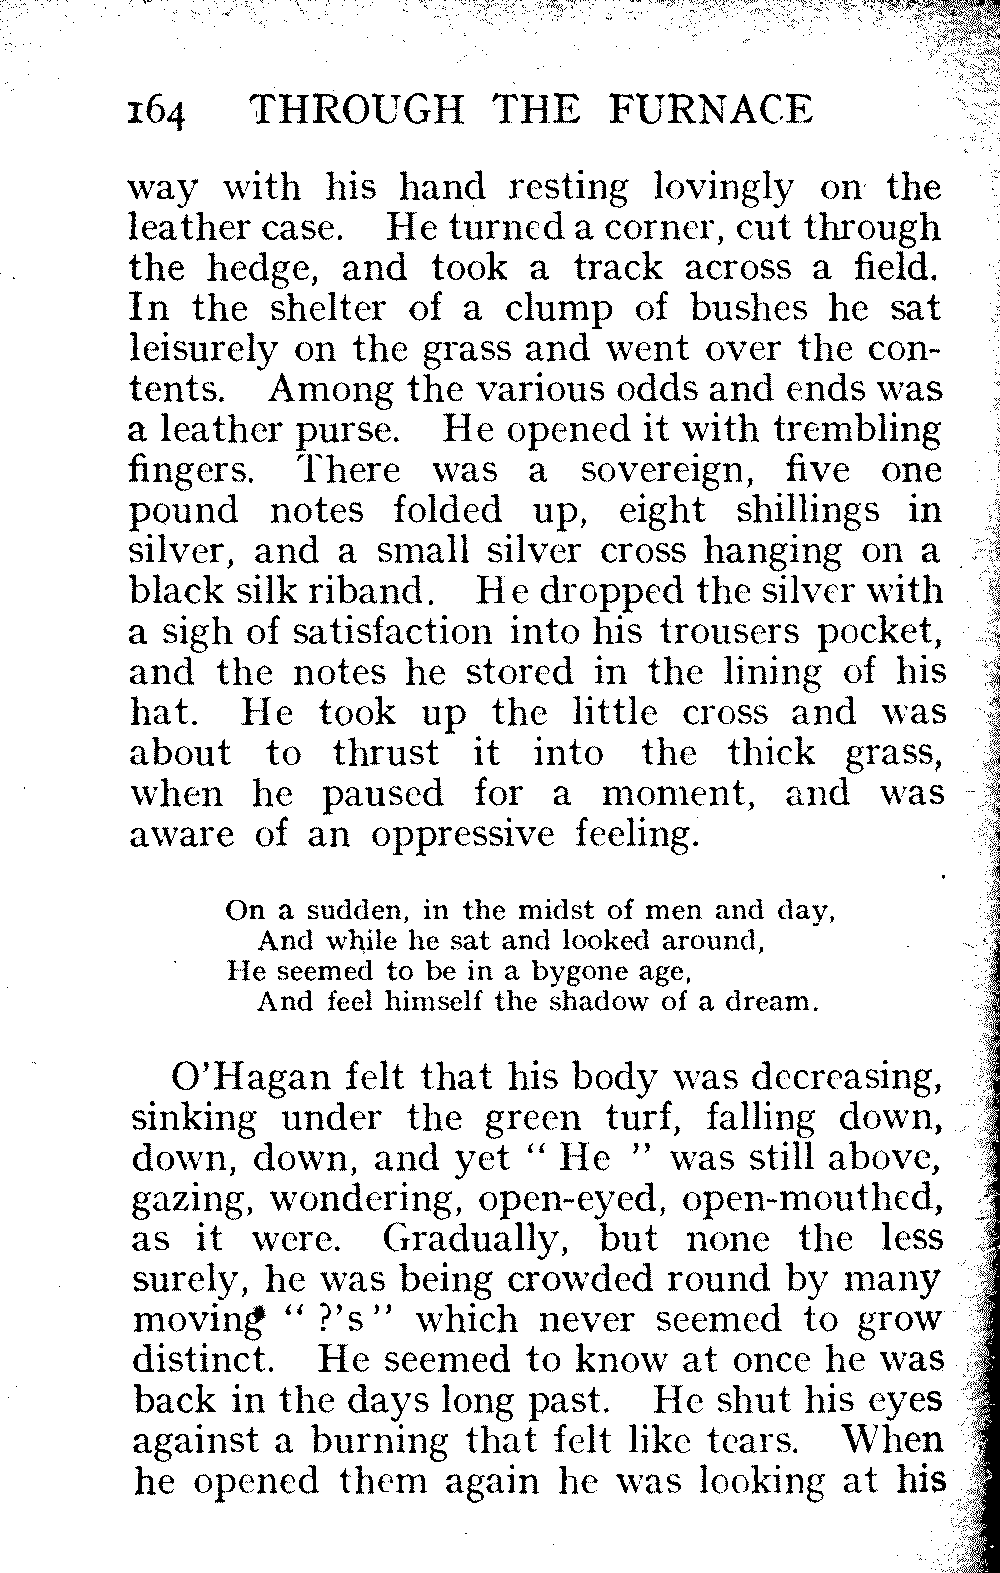 164 THROUGH THE FURNACE
way with his hand resting lovingly on the
leather case. He turned a corner, cut through
the hedge, and took a track across a field.
In the shelter of a clump of bushes he sat
leisurely on the grass and went over the con-
tents. Among the various odds and ends was
a leather purse. He opened it with trembling
fingers. There was a sovereign, five one
pound notes folded up, eight shillings in
silver, and a small silver cross hanging on a
black silk riband. He dropped the silver with
a sigh of satisfaction into his trousers pocket,
and the notes he stored in the lining of his
hat. He took up the little cross and was
about to thrust it into the thick grass,
when he paused for a moment, and was
aware of an oppressive feeling.
On a sudden, in the midst of men and day,
And while he sat and looked around,
He seemed to be in a bygone age,
And feel himself the shadow of a dream.
O'Hagan felt that his body was decreasing,
sinking under the green turf, falling down,
down, down, and yet “ He ” was still above,
gazing, wondering, open-eyed, open-mouthed,
as it were. Gradually, but none the less
surely, he was being crowded round by many
moving “ ?'s ” which never seemed to grow
distinct. He seemed to know at once he was
back in the days long past. He shut his eyes
against a burning that felt like tears. When
he opened them again he was looking at his